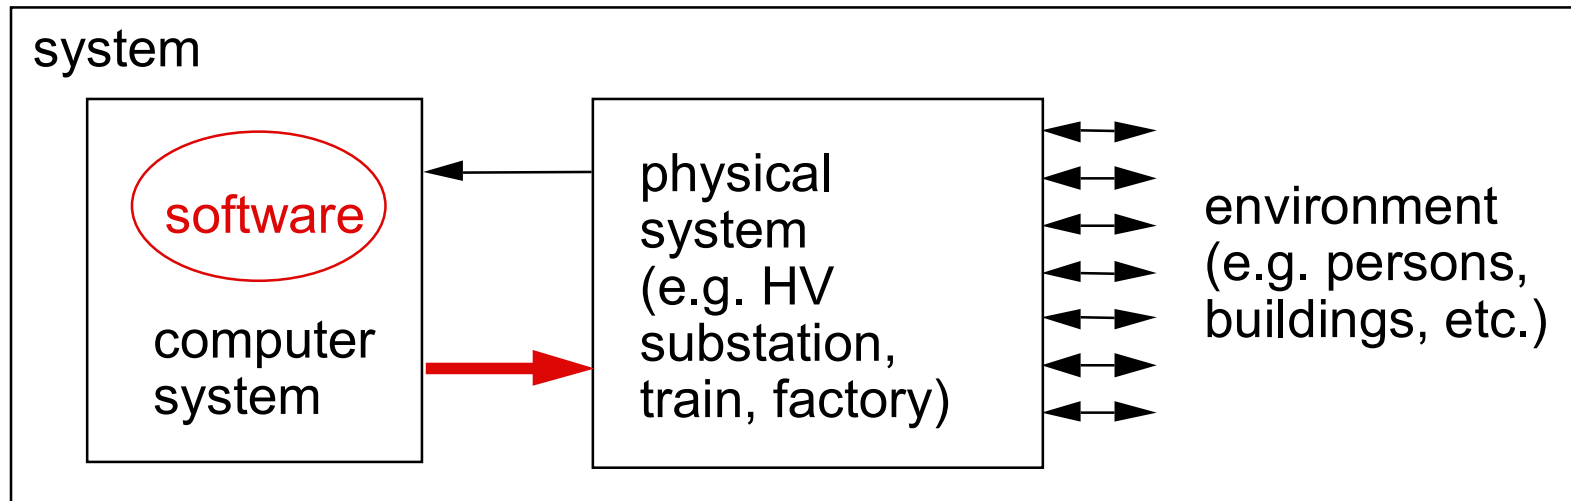 system
software
computer
system
physical
system
(e.g. HV
substation,
train, factory)
environment
(e.g. persons,
buildings, etc.)